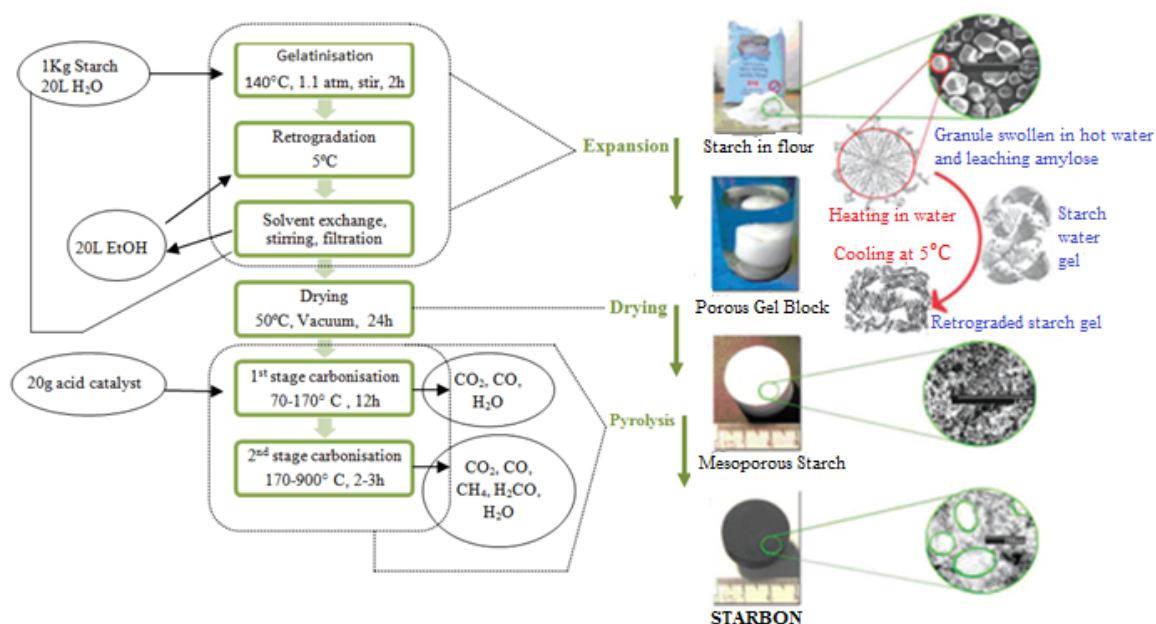 1Kg Starch
20L H₂O
Gelatinisation
140°C, 1.1 atm, stir, 2h
Retrogradation
5ºC
Solvent exchange,
stirring, filtration
20L EtOH
Drying
50ºC, Vacuum, 24h
20g acid catalyst
1st stage carbonisation
70-170° C , 12h
CO₂, CO,
H₂O
2nd stage carbonisation
170-900° C, 2-3h
CO₂, CO,
CH₄, H₂CO,
H₂O
Expansion
Drying
Pyrolysis
Starch in flour
Porous Gel Block
Mesoporous Starch
STARBON
Granule swollen in hot water
and leaching amylose
Heating in water
Cooling at 5°C
Starch
water
gel
Retrograded starch gel